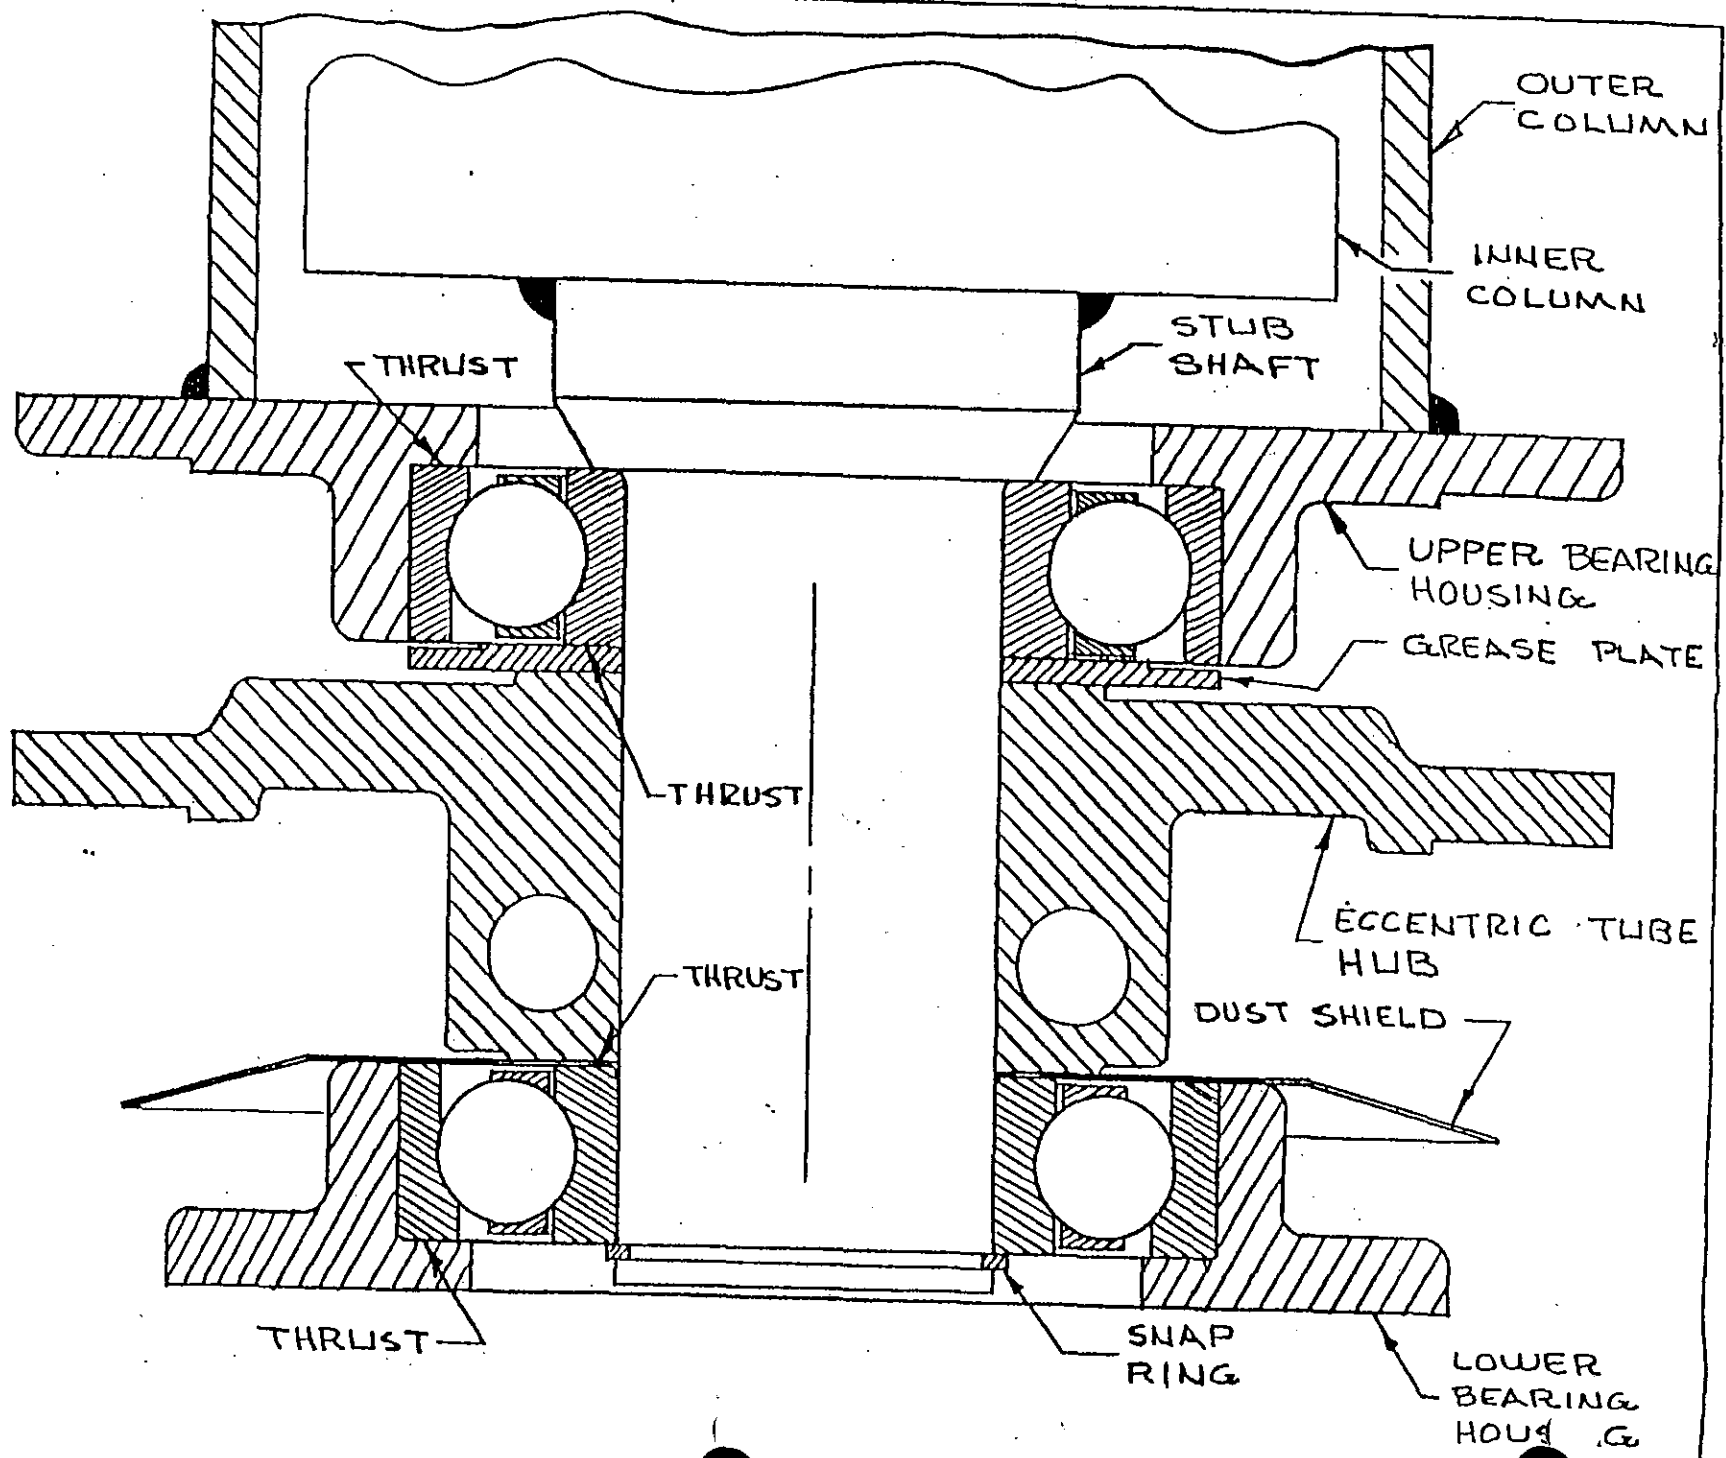 OUTER
COLUMN
INNER
COLUMN
STUB
SHAFT
THRUST
UPPER BEARING
HOUSING
GREASE PLATE
THRUST
ECCENTRIC TUBE
HUB
THRUST
DUST SHIELD
THRUST
SNAP
RING
LOWER
BEARING